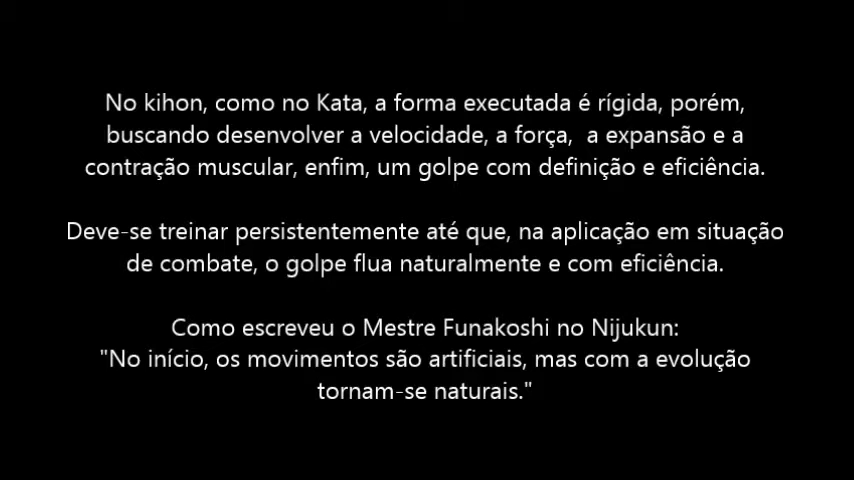 No kihon, como no Kata, a forma executada é rígida, porém,
buscando desenvolver a velocidade, a força,  a expansão e a
contração muscular, enfim, um golpe com definição e eficiência.
Deve-se treinar persistentemente até que, na aplicação em situação
de combate, o golpe flua naturalmente e com eficiência.
Como escreveu o Mestre Funakoshi no Nijukun:
"No início, os movimentos são artificiais, mas com a evolução
tornam-se naturais."